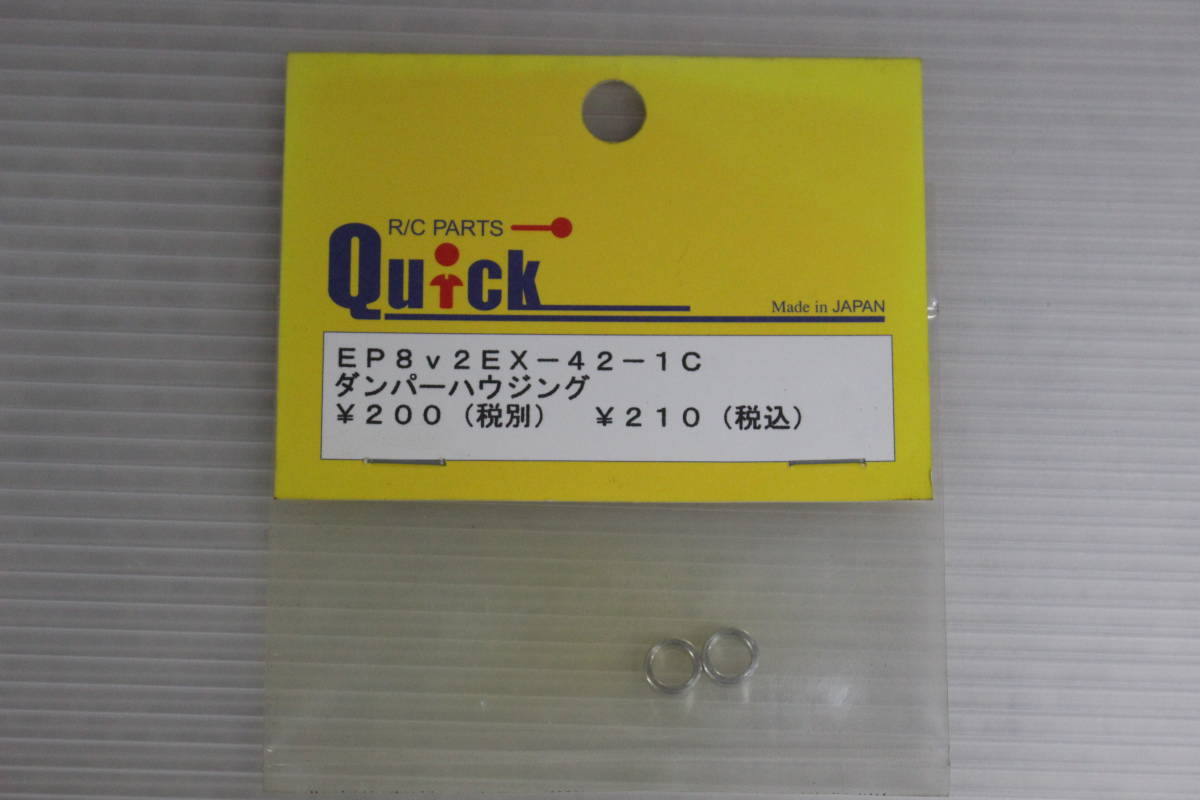 R/C PARTS
Quick
Made in JAPAN
EP8v2EX-42-1C
ダンパーハウジング
¥200(税別) ¥210(税込)